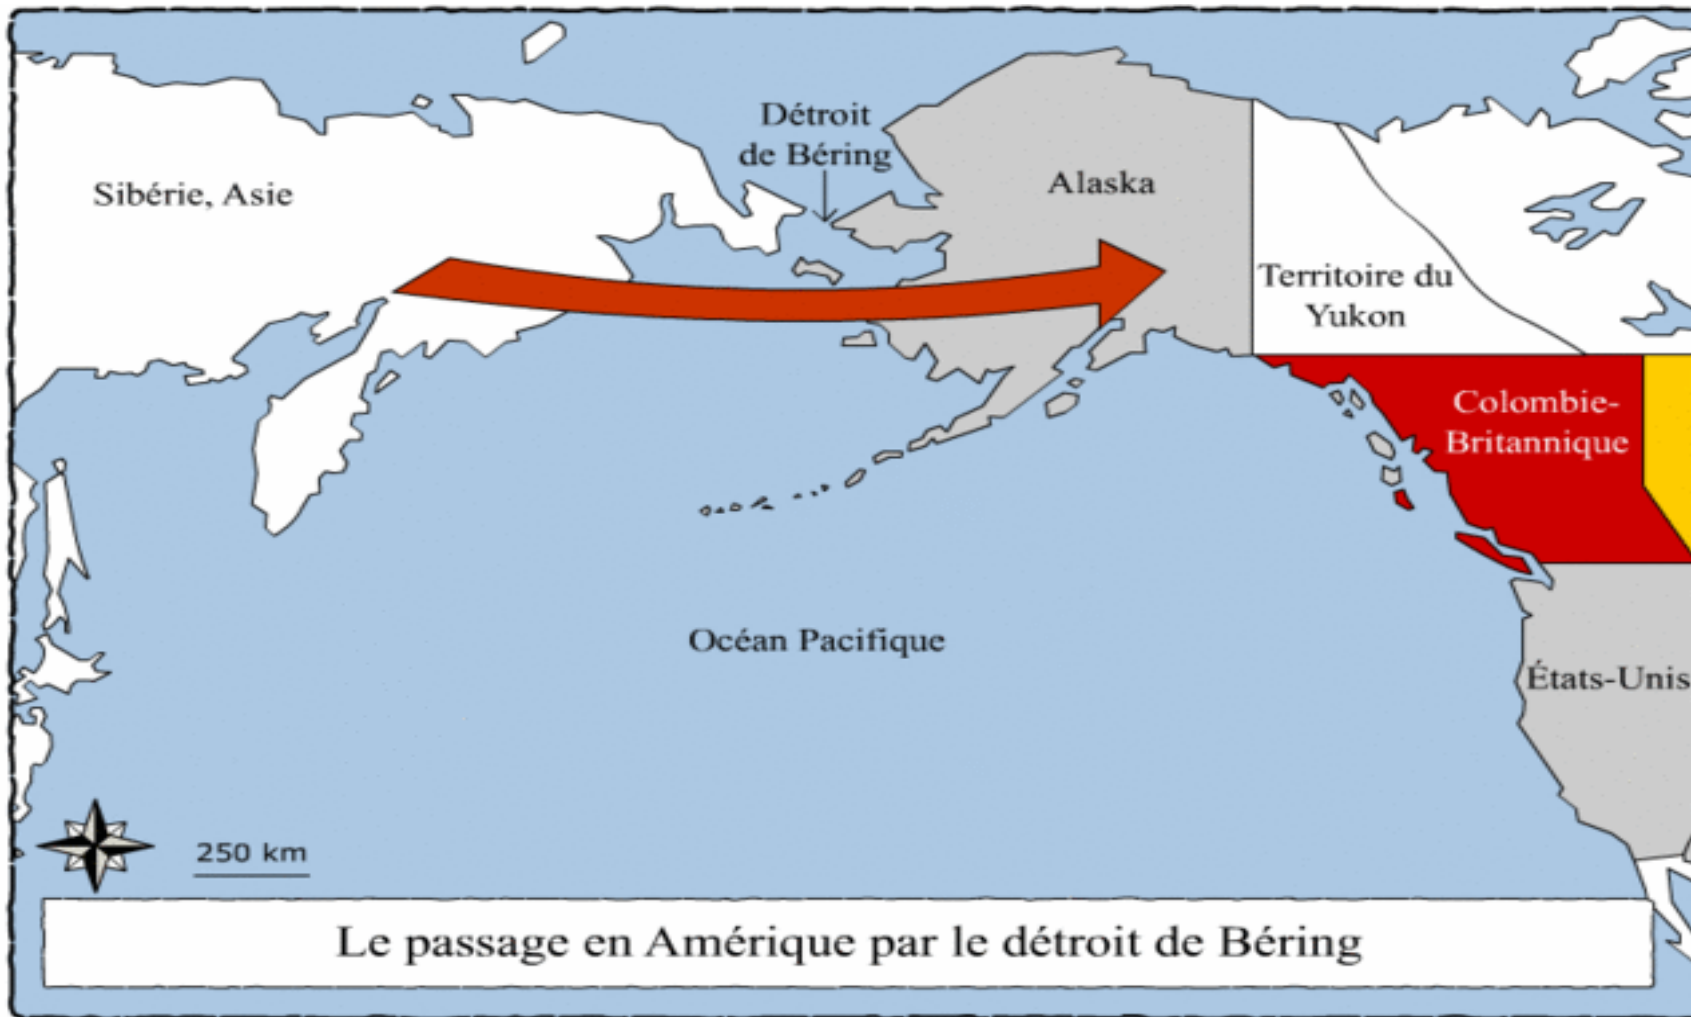 Détroit
de Béring
Sibérie, Asie
Alaska
Territoire du
Yukon
Colombie-
Britannique
Océan Pacifique
États-Unis
250 km
Le passage en Amérique par le détroit de Béring